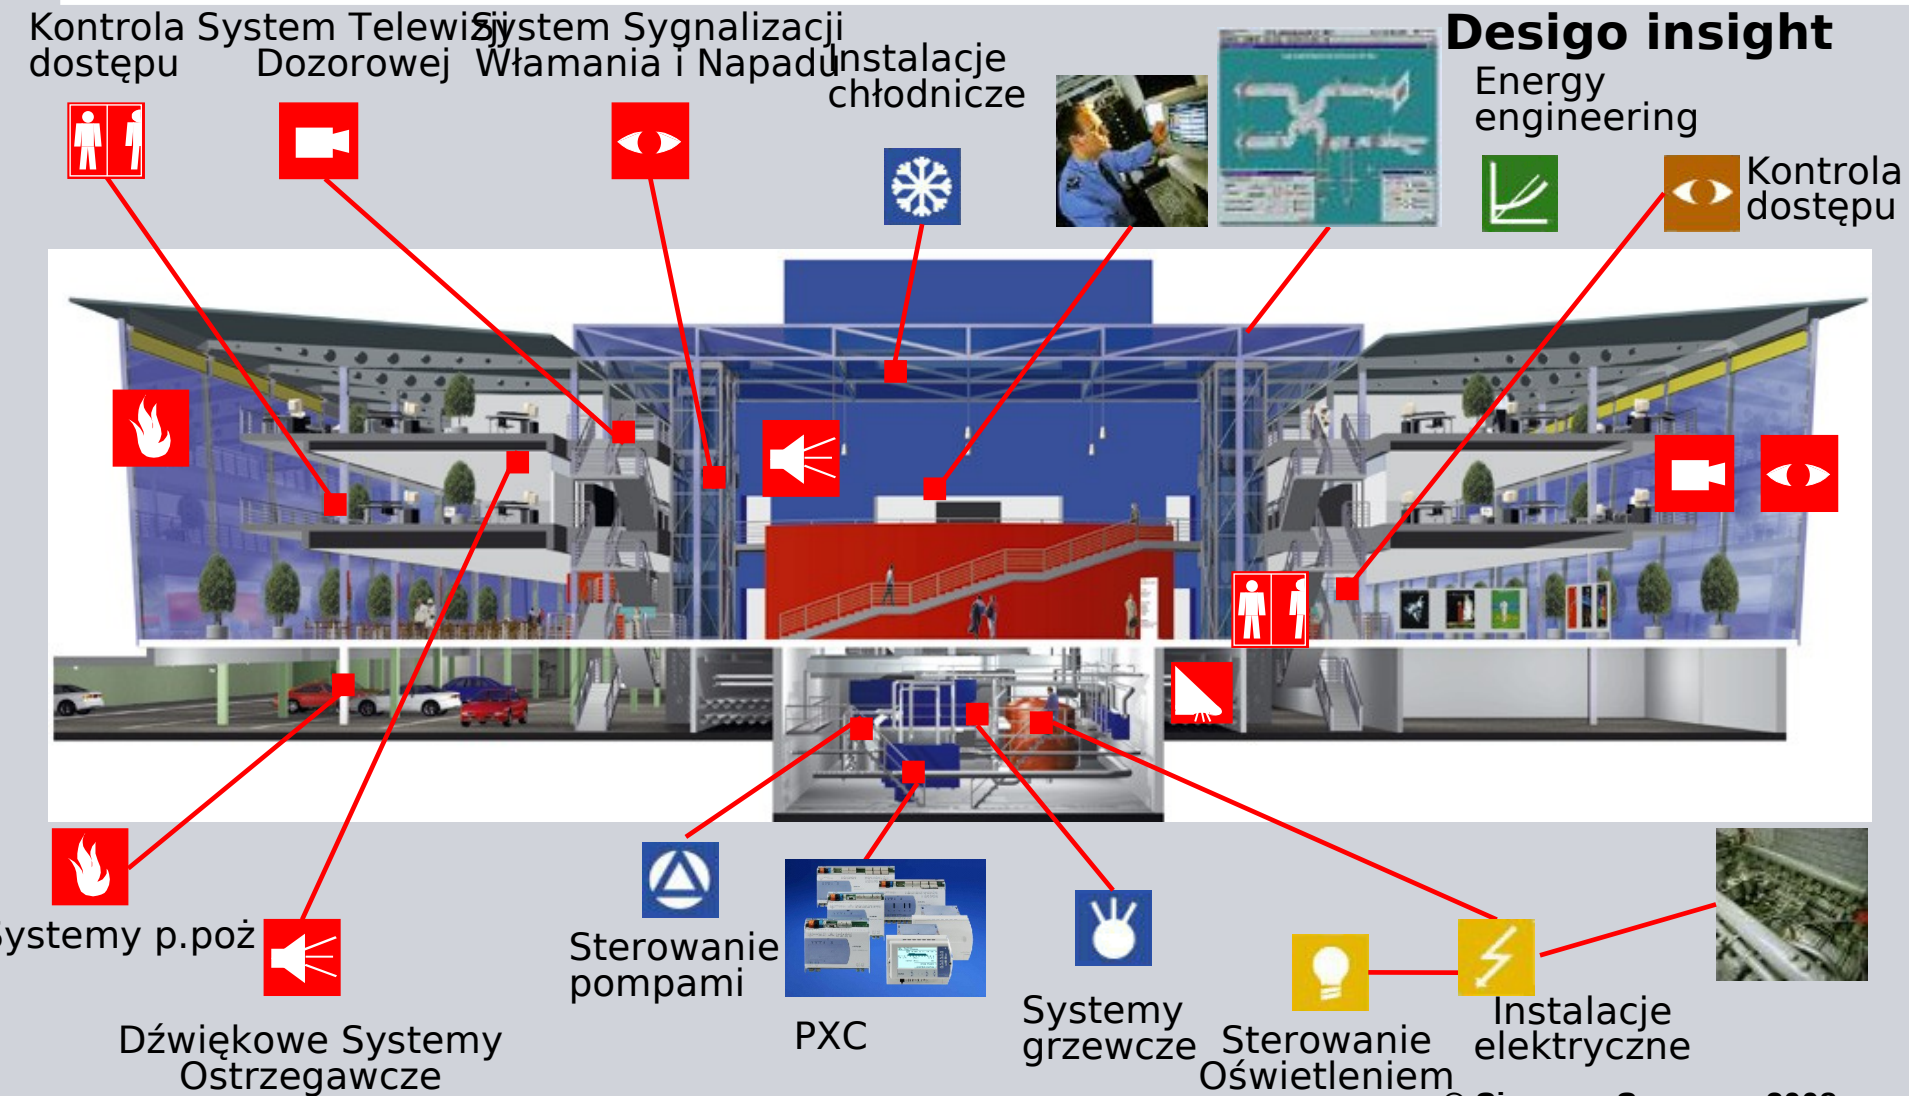 Kontrola
dostępu
System Telewizji
Dozorowej
System Sygnalizacji
Włamania i Napadu
Instalacje
chłodnicze
Desigo insight
Energy
engineering
Kontrola
dostępu
Systemy p.poż
Dźwiękowe Systemy
Ostrzegawcze
Sterowanie
pompami
PXC
Systemy
grzewcze
Sterowanie
Oświetleniem
Instalacje
elektryczne